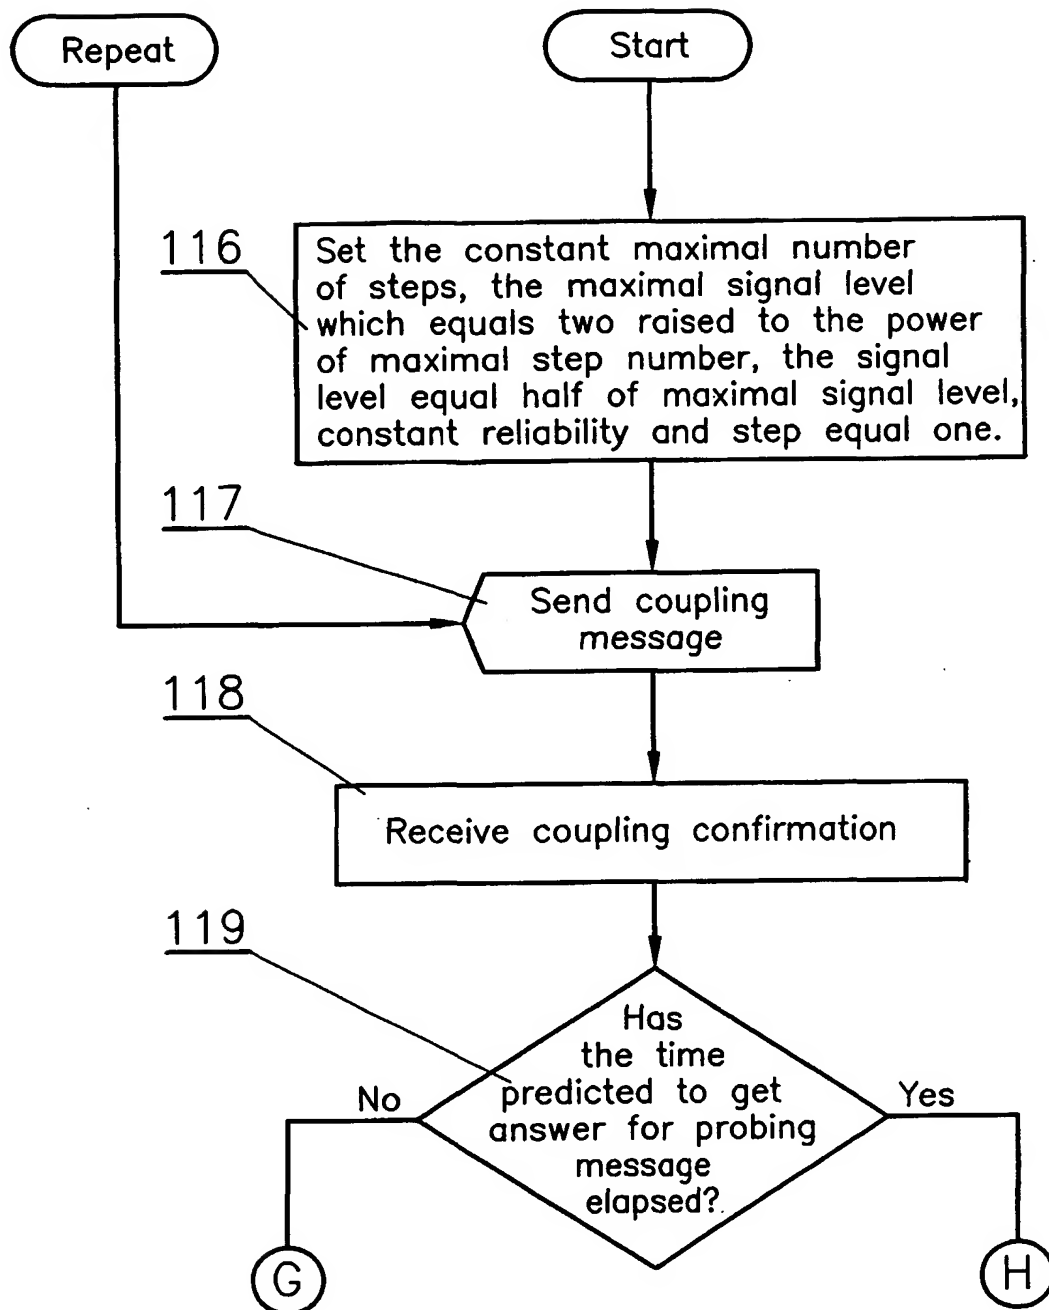 Repeat
Start
116
Set the constant maximal number
of steps, the maximal signal level
which equals two raised to the power
of maximal step number, the signal
level equal half of maximal signal level,
constant reliability and step equal one.
117
Send coupling
message
118
Receive coupling confirmation
119
Has
the time
predicted to get
answer for probing
message
elapsed?
No
Yes
G
H